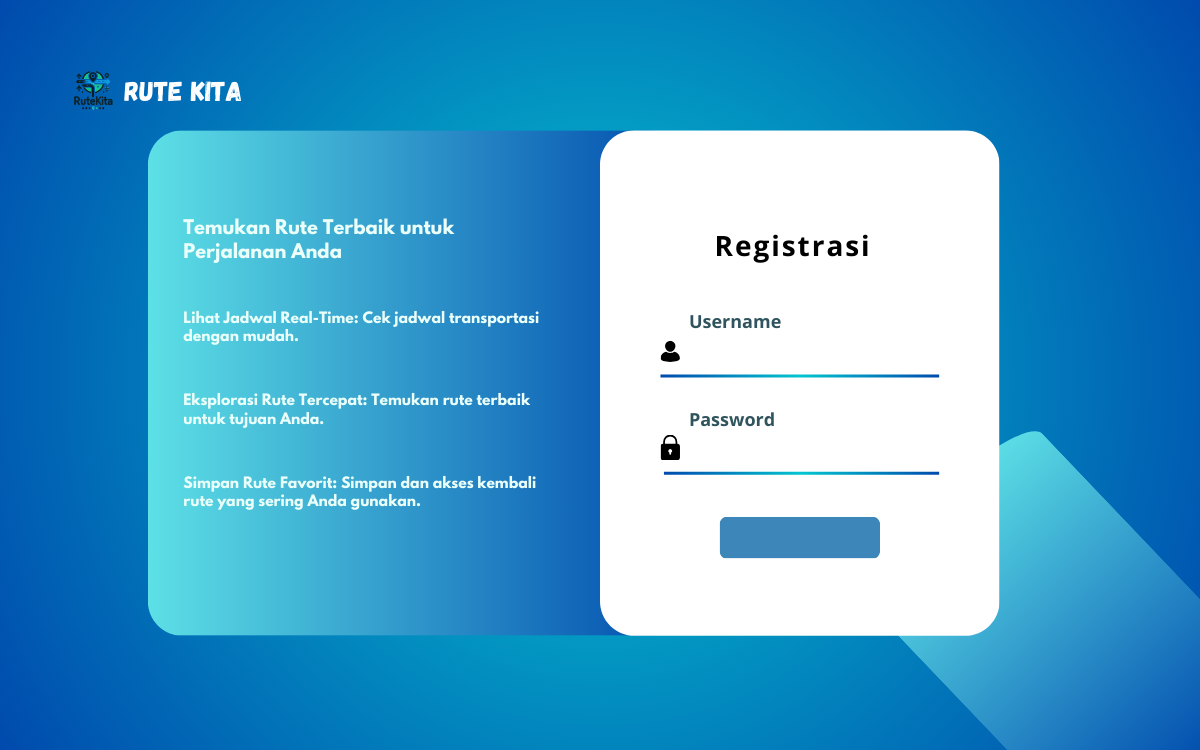 RuteKita
RUTE KITA
Temukan Rute Terbaik untuk
Perjalanan Anda
Lihat Jadwal Real-Time: Cek jadwal transportasi
dengan mudah.
Eksplorasi Rute Tercepat: Temukan rute terbaik
untuk tujuan Anda.
Simpan Rute Favorit: Simpan dan akses kembali
rute yang sering Anda gunakan.
Registrasi
Username
Password